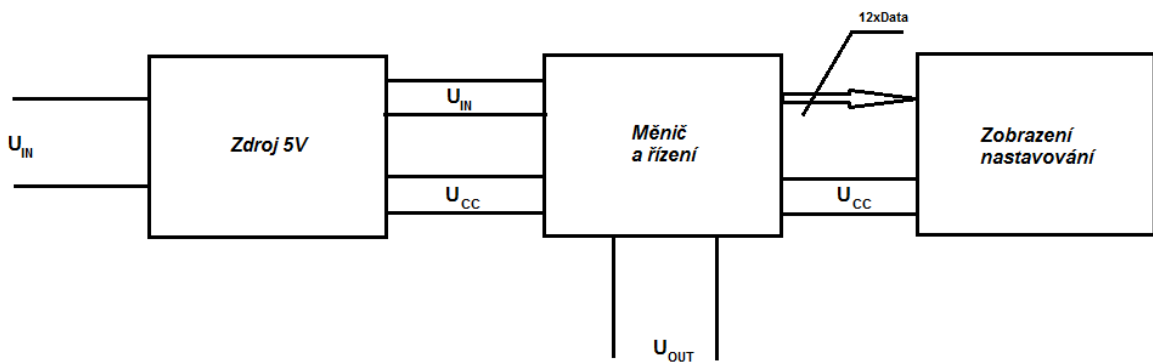 12xData
U_IN
Zdroj 5V
U_IN
U_CC
Měnič
a řízení
U_CC
Zobrazení
nastavování
U_OUT